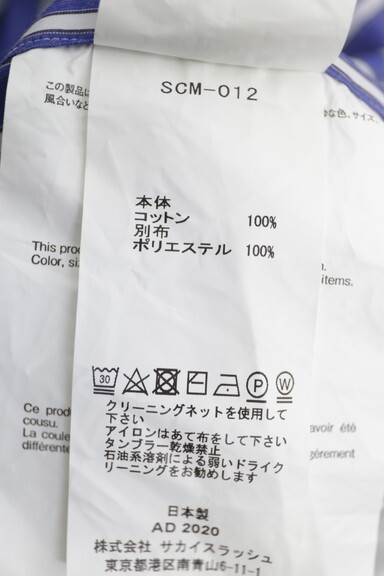 SCM-012
この製品は
風合いなど
な色、サイズ
本体
コットン 100%
別布
ポリエステル 100%
This prod
Color, si
items.
30
P
W
クリーニングネットを使用して
下さい
アイロンはあて布をして下さい
タンブラー乾燥禁止
石油系溶剤による弱いドライク
リーニングをお勧めします
Ce prod
cousu.
La coule
différente
avoir été
gèrement
日本製
AD 2020
株式会社 サカイスラッシュ
東京都港区南青山6-11-1